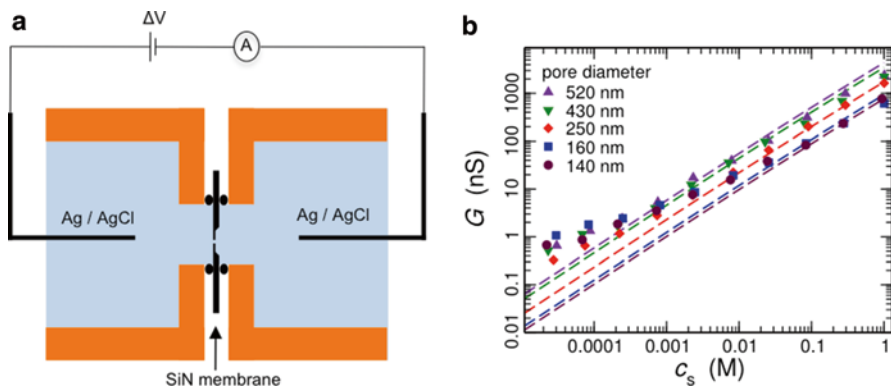 a
ΔV
A
Ag / AgCl
Ag / AgCl
SiN membrane
b
G (nS)
1000
100
10
1
0.1
0.01
pore diameter
520 nm
430 nm
250 nm
160 nm
140 nm
0.0001
0.001
0.01
0.1
1
cs (M)